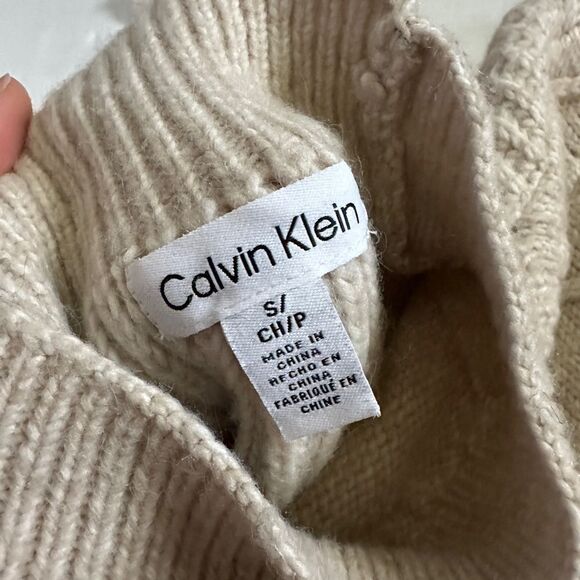 Calvin Klein
S/
CH/P
MADE IN
CHINA
HECHO EN
CHINA
FABRIQUÉ EN
CHINE